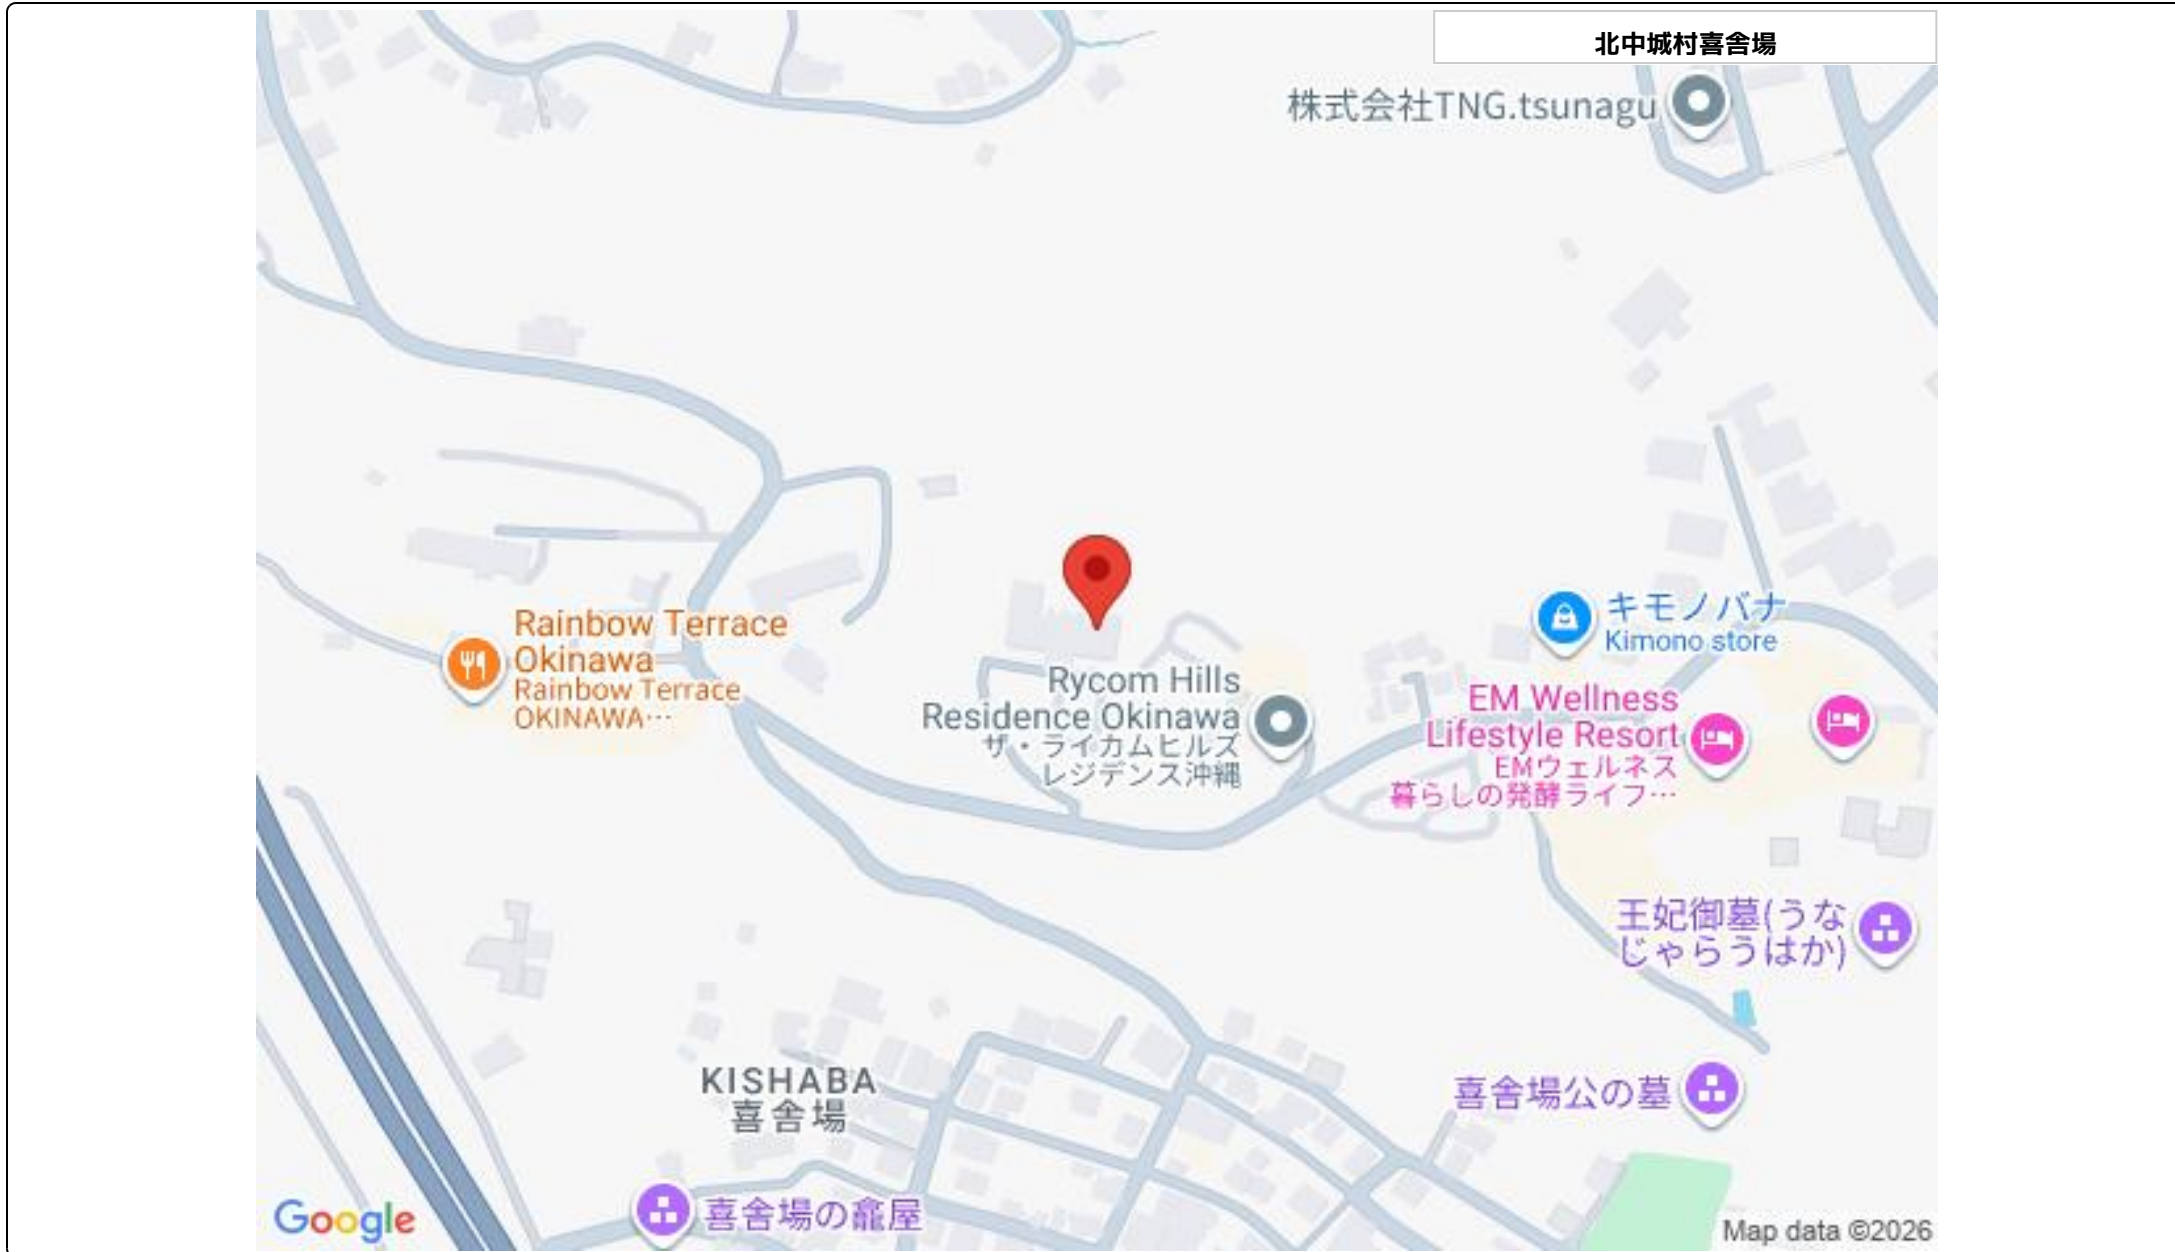 北中城村喜舎場
株式会社TNG.tsunagu
Rainbow Terrace
Okinawa
Rainbow Terrace
OKINAWA…
Rycom Hills
Residence Okinawa
ザ・ライカムヒルズ
レジデンス沖縄
キモノバナ
Kimono store
EM Wellness
Lifestyle Resort
EMウェルネス
暮らしの発酵ライフ…
王妃御墓(うな
じゃらうはか)
KISHABA
喜舎場
喜舎場公の墓
喜舎場の龕屋
Google
Map data ©2026